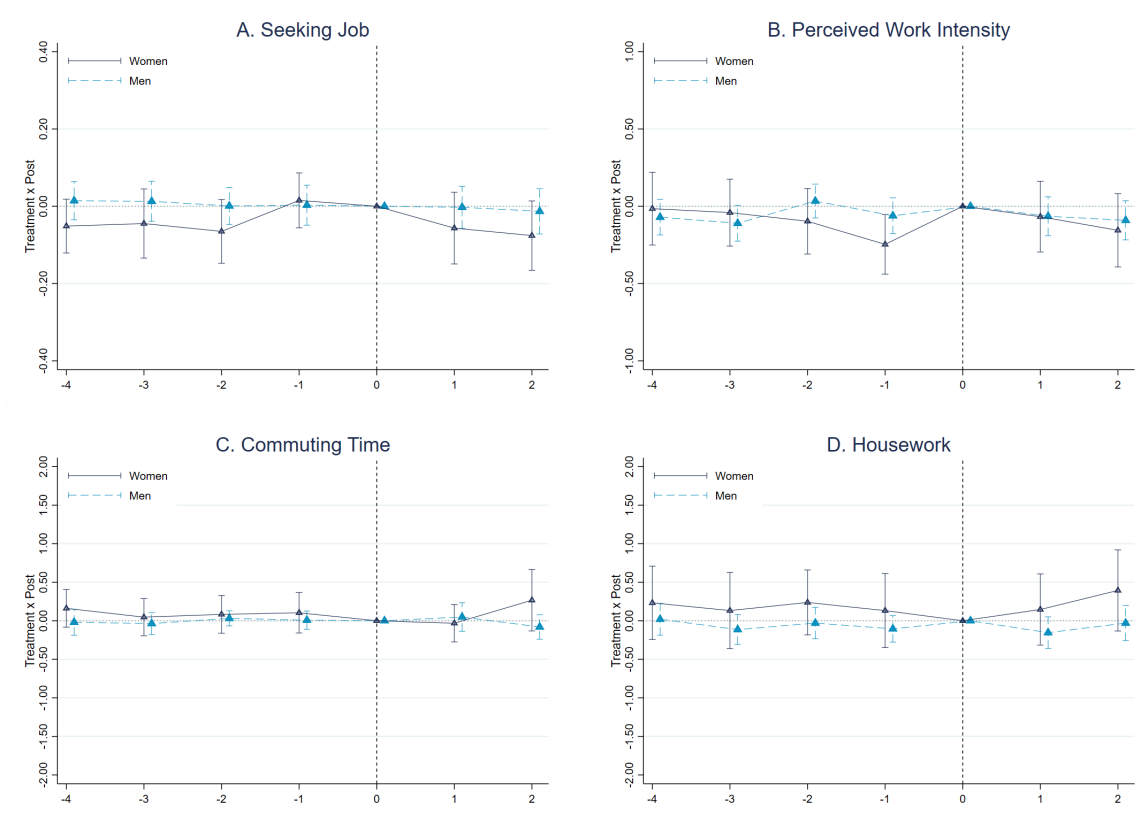 A. Seeking Job
Women
Men
Treatment x Post
0.40
0.20
0.00
-0.20
-0.40
-4 -3 -2 -1 0 1 2
B. Perceived Work Intensity
Women
Men
Treatment x Post
1.00
0.50
0.00
-0.50
-1.00
-4 -3 -2 -1 0 1 2
C. Commuting Time
Women
Men
Treatment x Post
2.00
1.50
1.00
0.50
0.00
-0.50
-1.00
-1.50
-2.00
-4 -3 -2 -1 0 1 2
D. Housework
Women
Men
Treatment x Post
2.00
1.50
1.00
0.50
0.00
-0.50
-1.00
-1.50
-2.00
-4 -3 -2 -1 0 1 2